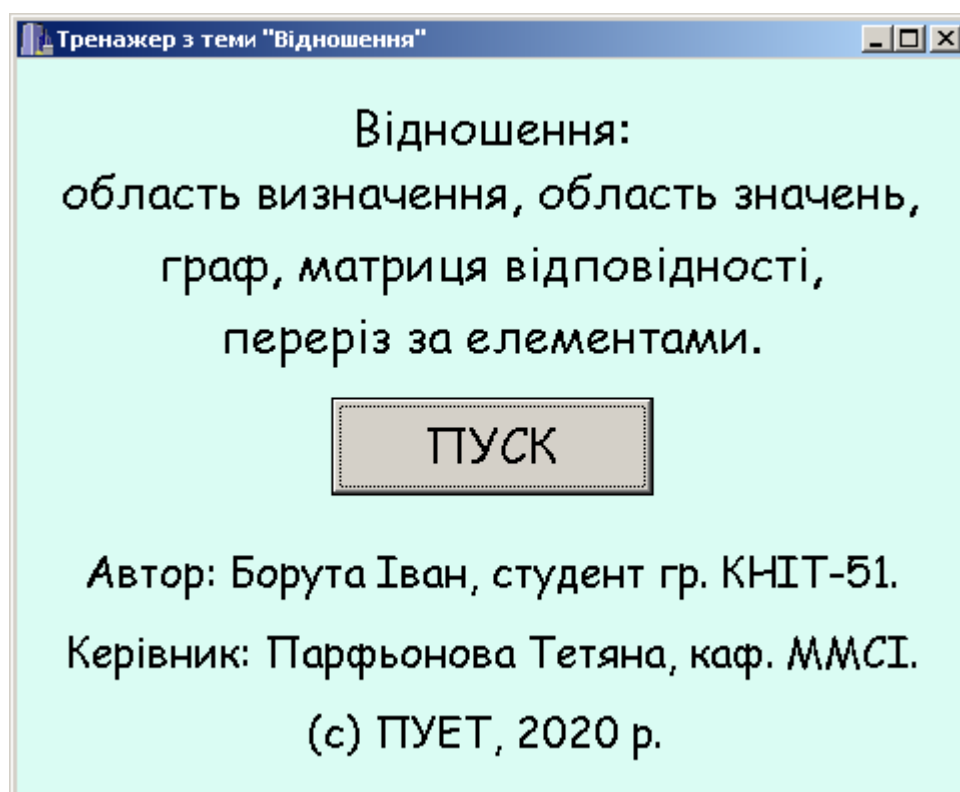 Тренажер з теми "Відношення"
Відношення:
область визначення, область значень,
граф, матриця відповідності,
переріз за елементами.
ПУСК
Автор: Борута Іван, студент гр. КНІТ-51.
Керівник: Парфьонова Тетяна, каф. ММСІ.
(с) ПУЕТ, 2020 р.